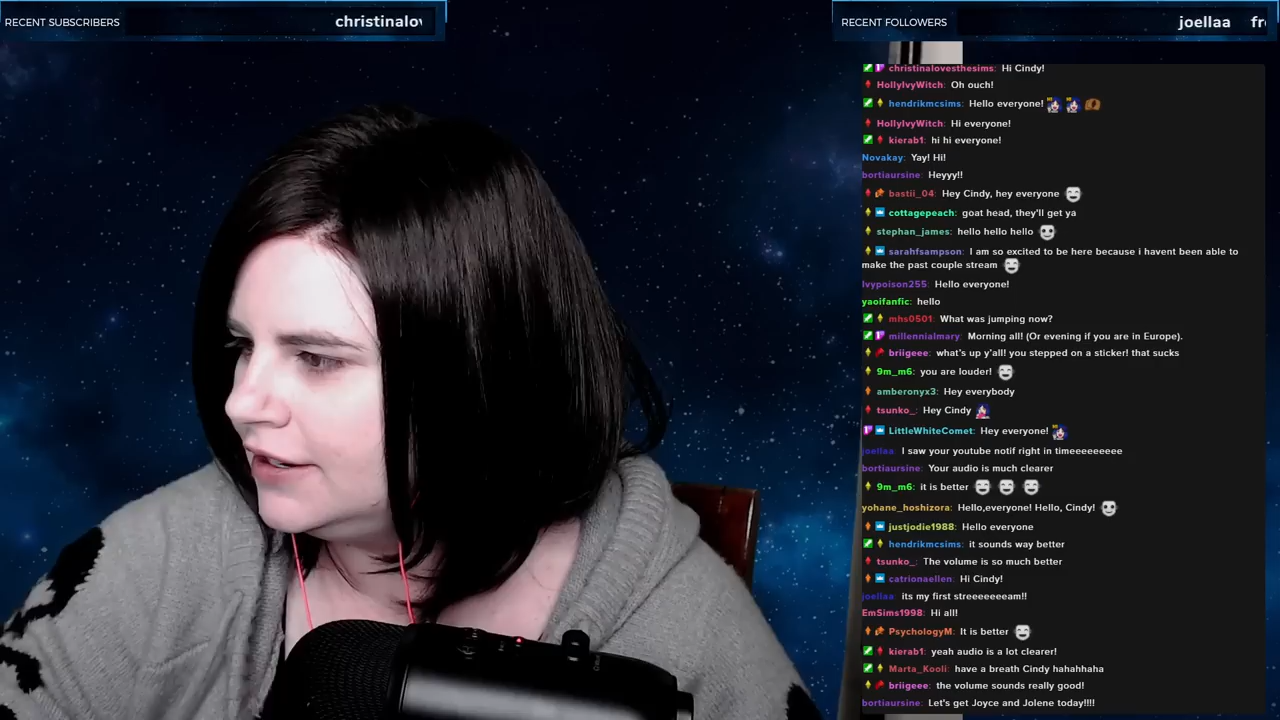 RECENT SUBSCRIBERS christinalov
RECENT FOLLOWERS joellaa fr
christinalovesthesims: Hi Cindy!
HollyIvyWitch: Oh ouch!
hendrikmcsims: Hello everyone!
HollyIvyWitch: Hi everyone!
kierab1: hi hi everyone!
Novakay: Yay! Hi!
bortiaursine: Heyyy!!
bastii_04: Hey Cindy, hey everyone
cottagepeach: goat head, they'll get ya
stephan_james: hello hello hello
sarahfsampson: I am so excited to be here because i havent been able to
make the past couple stream
Ivypoison255: Hello everyone!
yaoifanfic: hello
mhs0501: What was jumping now?
millennialmary: Morning all! (Or evening if you are in Europe).
briigeee: what's up y'all! you stepped on a sticker! that sucks
9m_m6: you are louder!
amberonyx3: Hey everybody
tsunko_: Hey Cindy
LittleWhiteComet: Hey everyone!
joellaa: I saw your youtube notif right in timeeeeeeeee
bortiaursine: Your audio is much clearer
9m_m6: it is better
yohane_hoshizora: Hello,everyone! Hello, Cindy!
justjodie1988: Hello everyone
hendrikmcsims: it sounds way better
tsunko_: The volume is so much better
catrionaellen: Hi Cindy!
joellaa: its my first streeeeeeeam!!
EmSims1998: Hi all!
PsychologyM: It is better
kierab1: yeah audio is a lot clearer!
Marta_Kooli: have a breath Cindy hahahhaha
briigeee: the volume sounds really good!
bortiaursine: Let's get Joyce and Jolene today!!!!